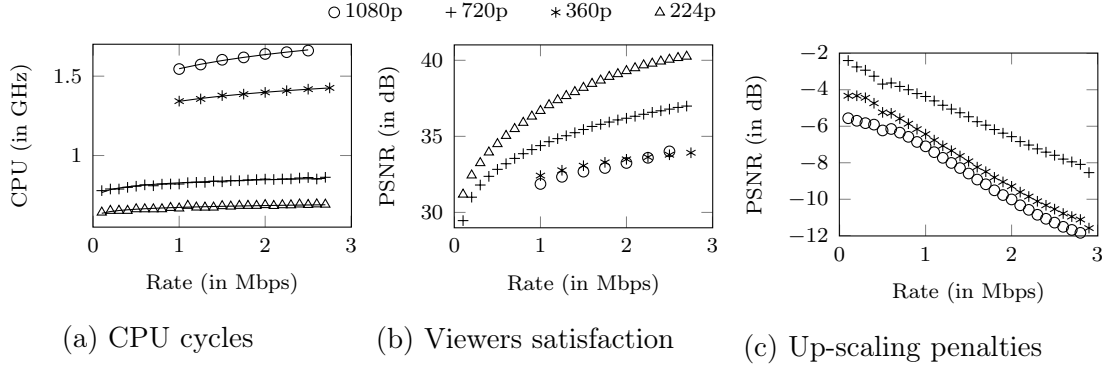 1080p 720p 360p 224p
CPU (in GHz)
1.5
1
0 1 2 3
Rate (in Mbps)
(a) CPU cycles
PSNR (in dB)
40
35
30
0 1 2 3
Rate (in Mbps)
(b) Viewers satisfaction
PSNR (in dB)
−2
−4
−6
−8
−10
−12
0 1 2 3
Rate (in Mbps)
(c) Up-scaling penalties